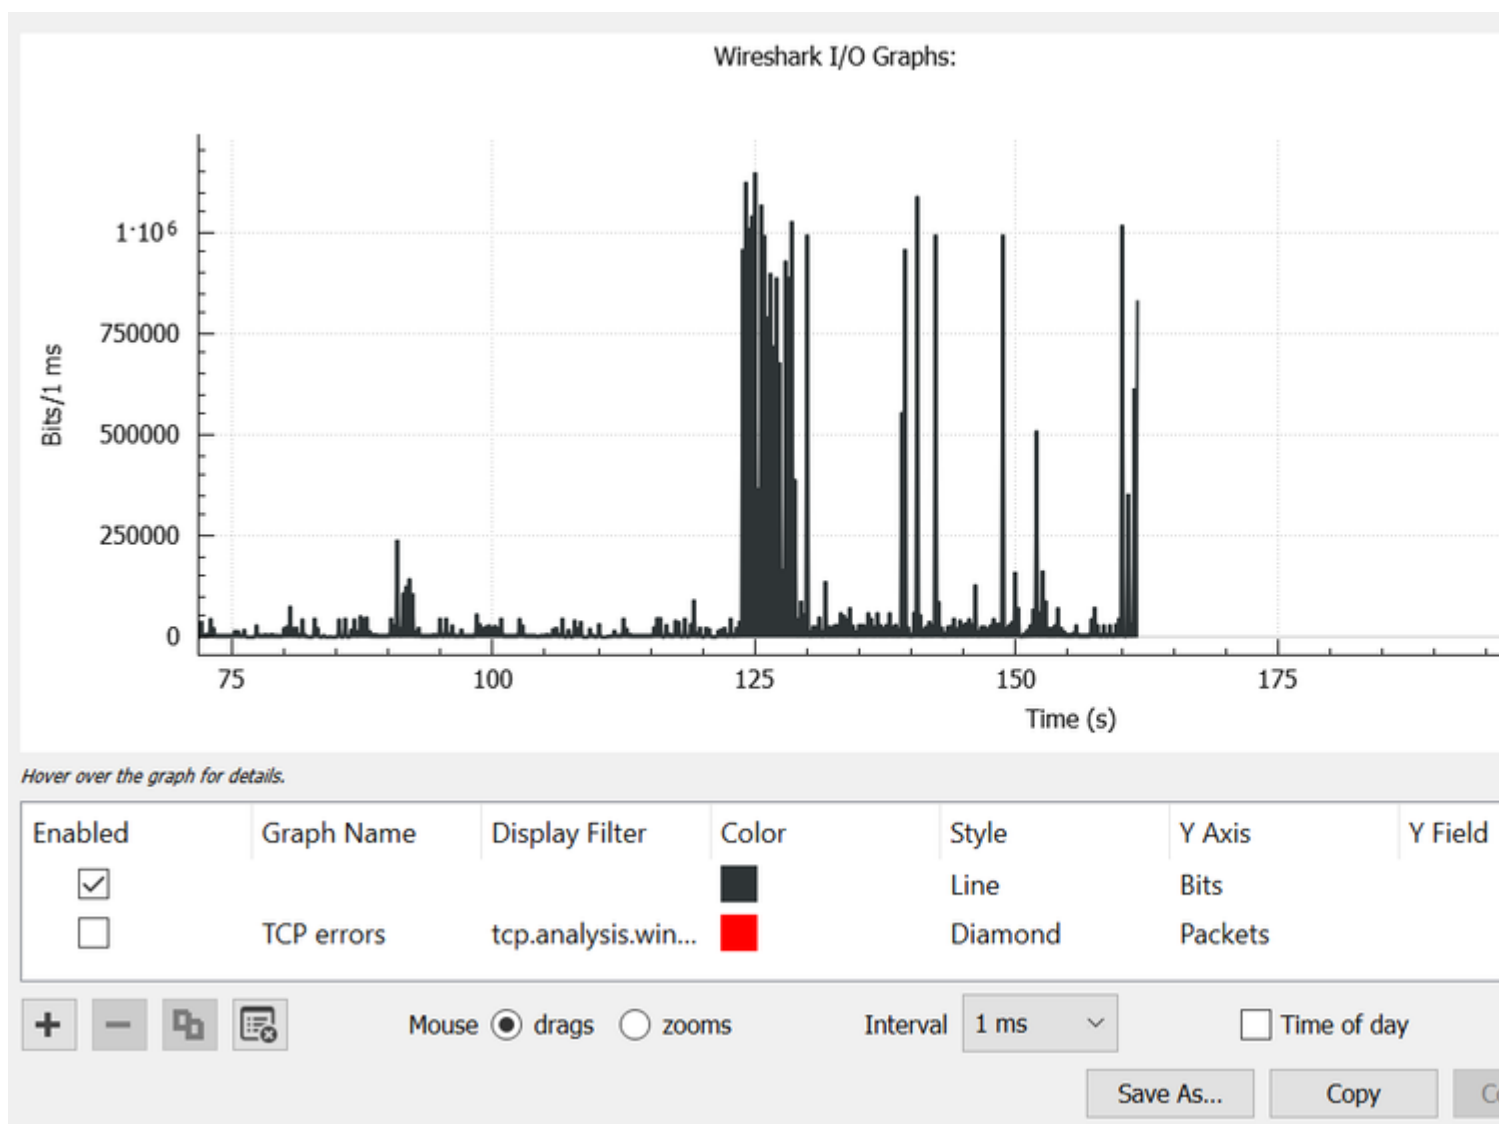 Wireshark I/O Graphs:
1·10⁶
750000
500000
250000
0
Bits/1 ms
75 100 125 150 175
Time (s)
Hover over the graph for details.
Enabled Graph Name Display Filter Color Style Y Axis Y Field
Line Bits
TCP errors tcp.analysis.win... Diamond Packets
Mouse drags zooms Interval 1 ms Time of day
Save As... Copy